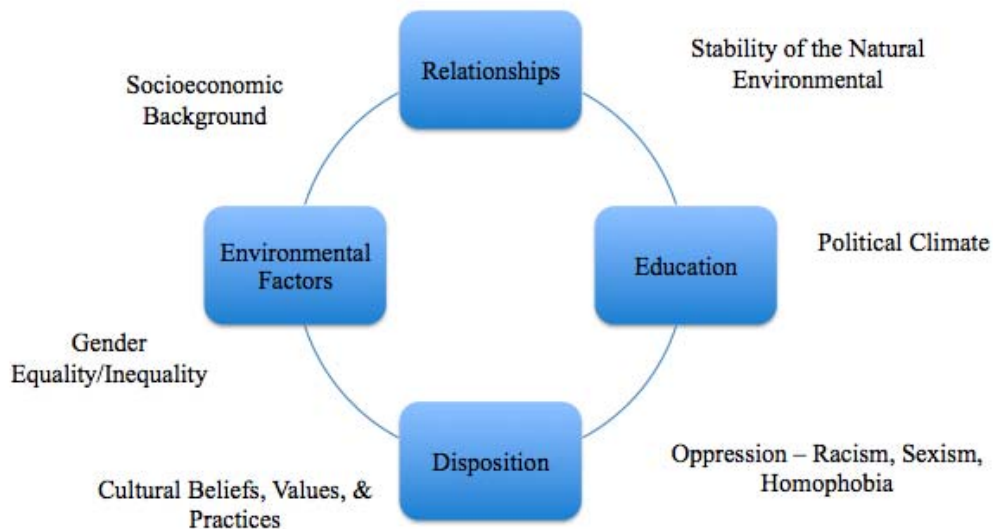 Relationships
Stability of the Natural
Environmental
Socioeconomic
Background
Environmental
Factors
Education
Political Climate
Gender
Equality/Inequality
Disposition
Oppression – Racism, Sexism,
Homophobia
Cultural Beliefs, Values, &
Practices